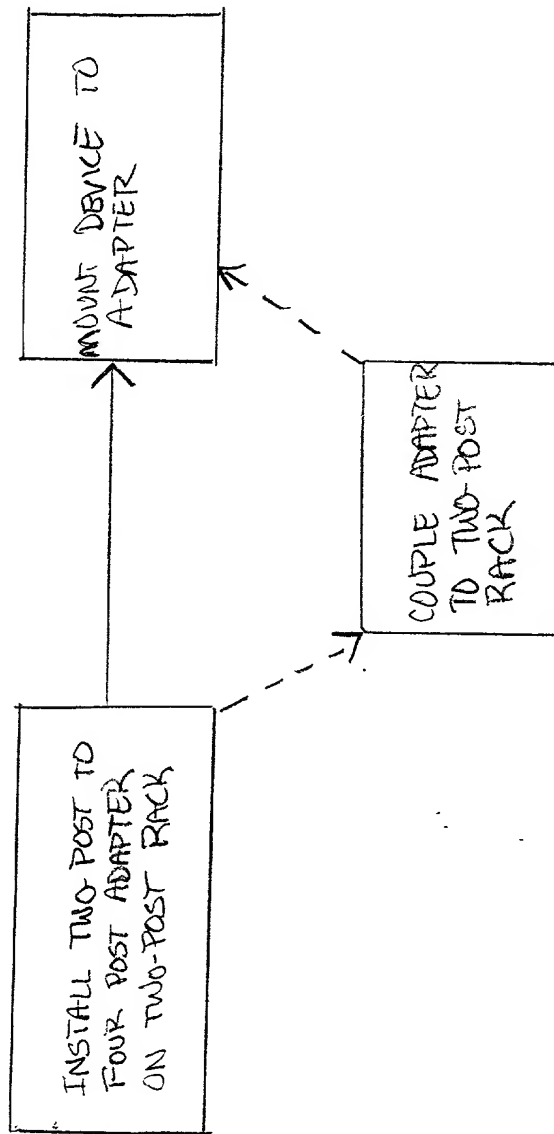 INSTALL TWO-POST TO
FOUR POST ADAPTER
ON TWO-POST RACK
MOUNT DEVICE TO
ADAPTER
COUPLE ADAPTER
TO TWO-POST
RACK